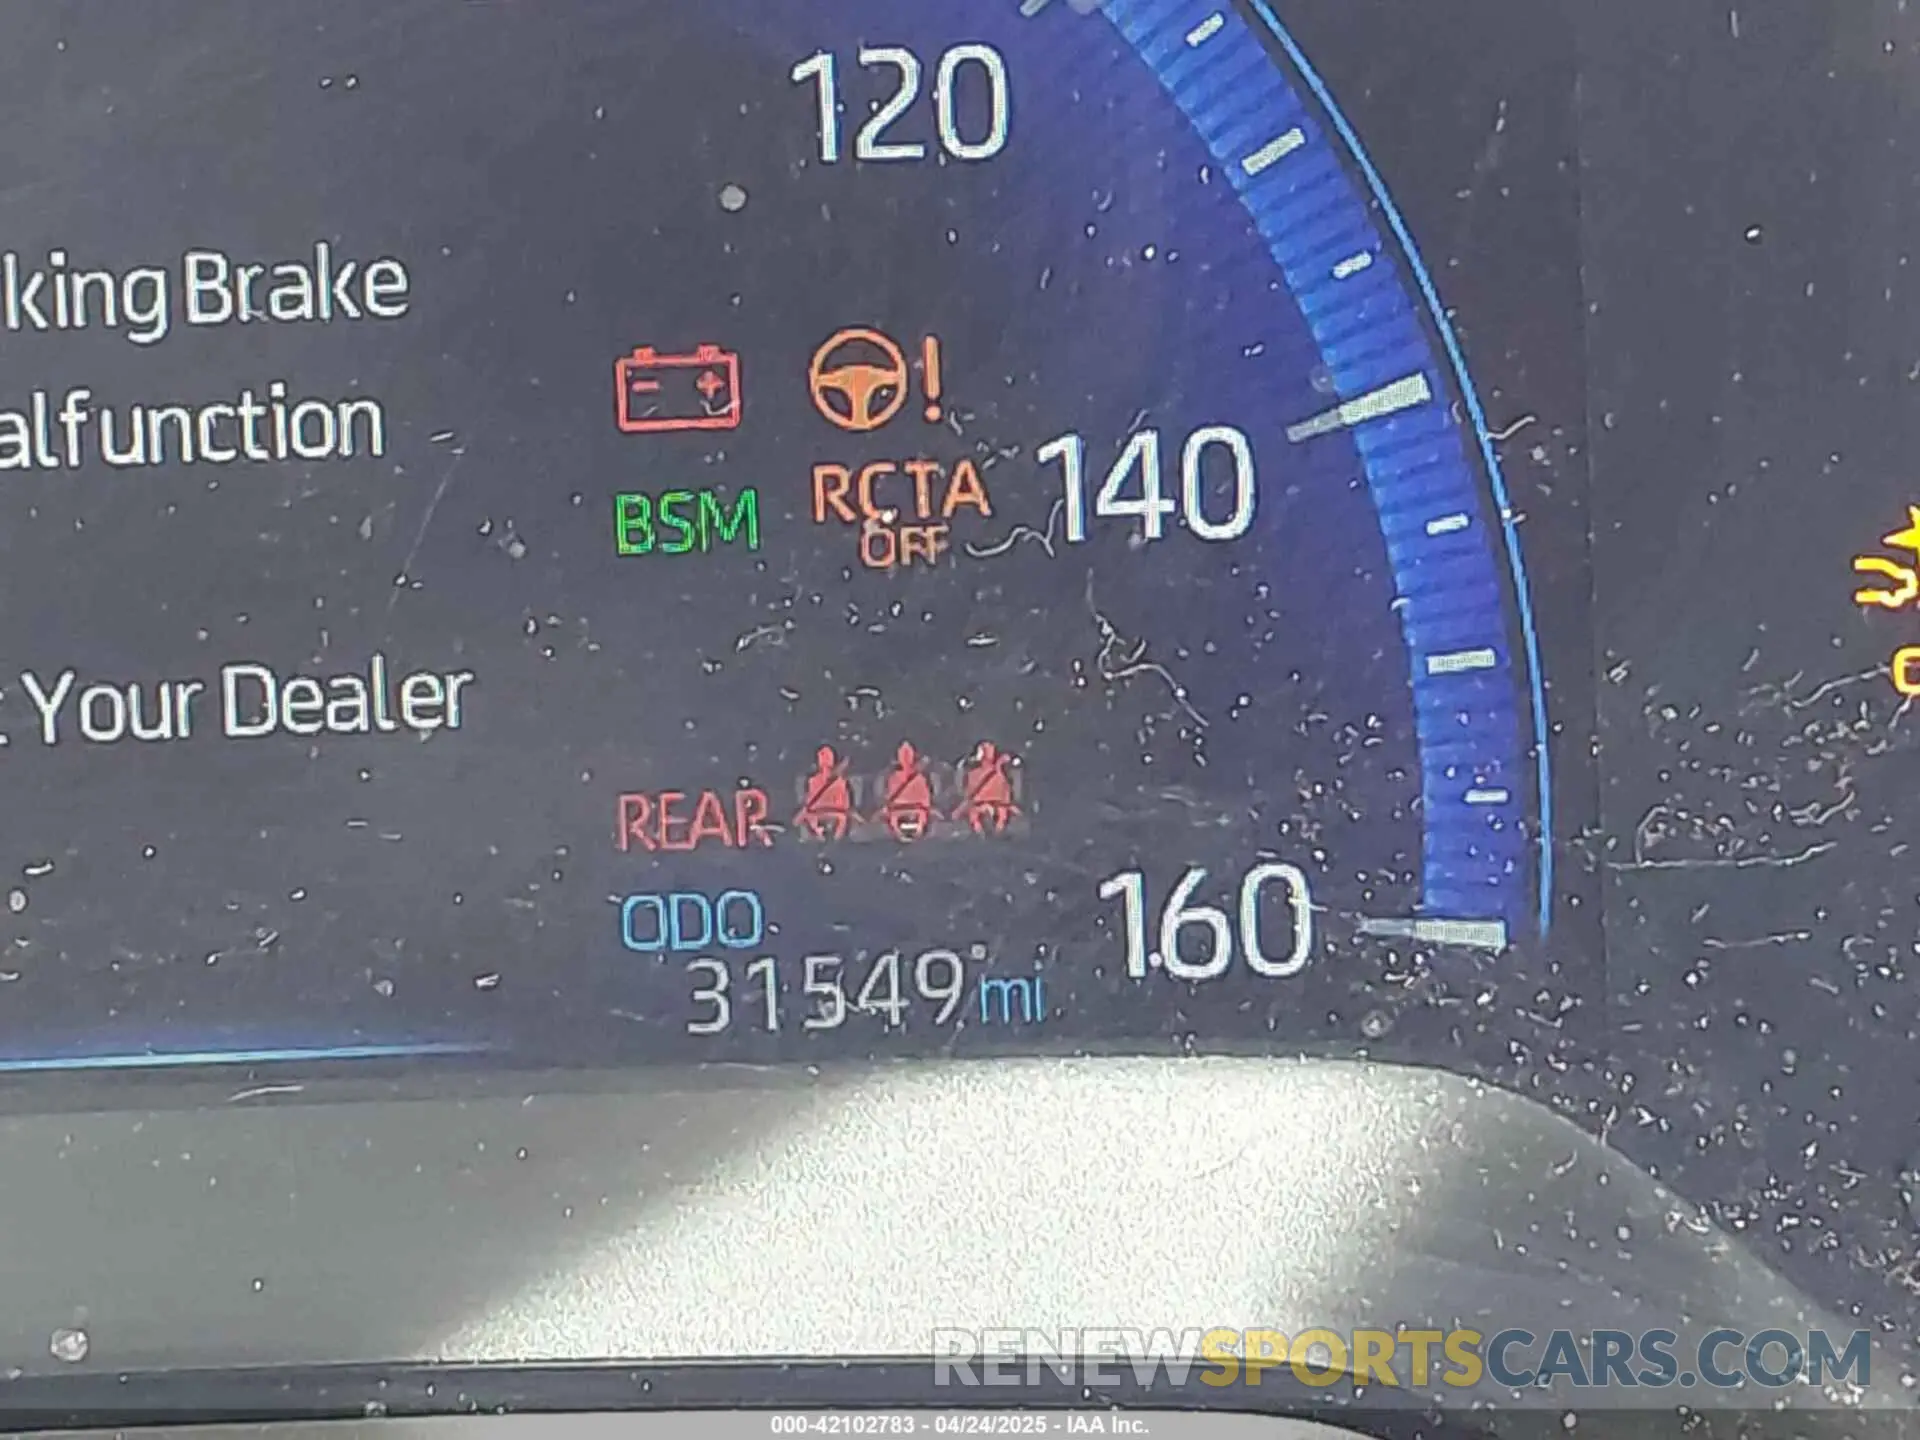 120
king Brake
alfunction
140
BSM
RCTA
OFF
Your Dealer
REAR
ODO
31549 mi
160
RENEWSPORTSCARS.COM
000-42102783 - 04/24/2025 - IAA Inc.